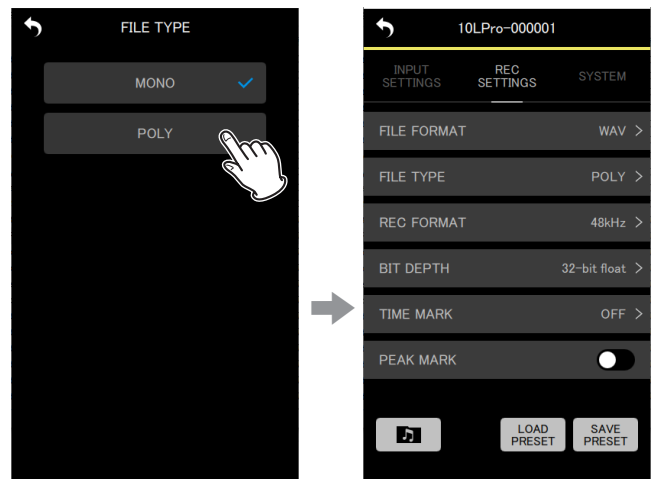 FILE TYPE
MONO
POLY
10LPro-000001
INPUT
SETTINGS
REC
SETTINGS
SYSTEM
FILE FORMAT WAV >
FILE TYPE POLY >
REC FORMAT 48kHz >
BIT DEPTH 32-bit float >
TIME MARK OFF >
PEAK MARK
LOAD
PRESET
SAVE
PRESET